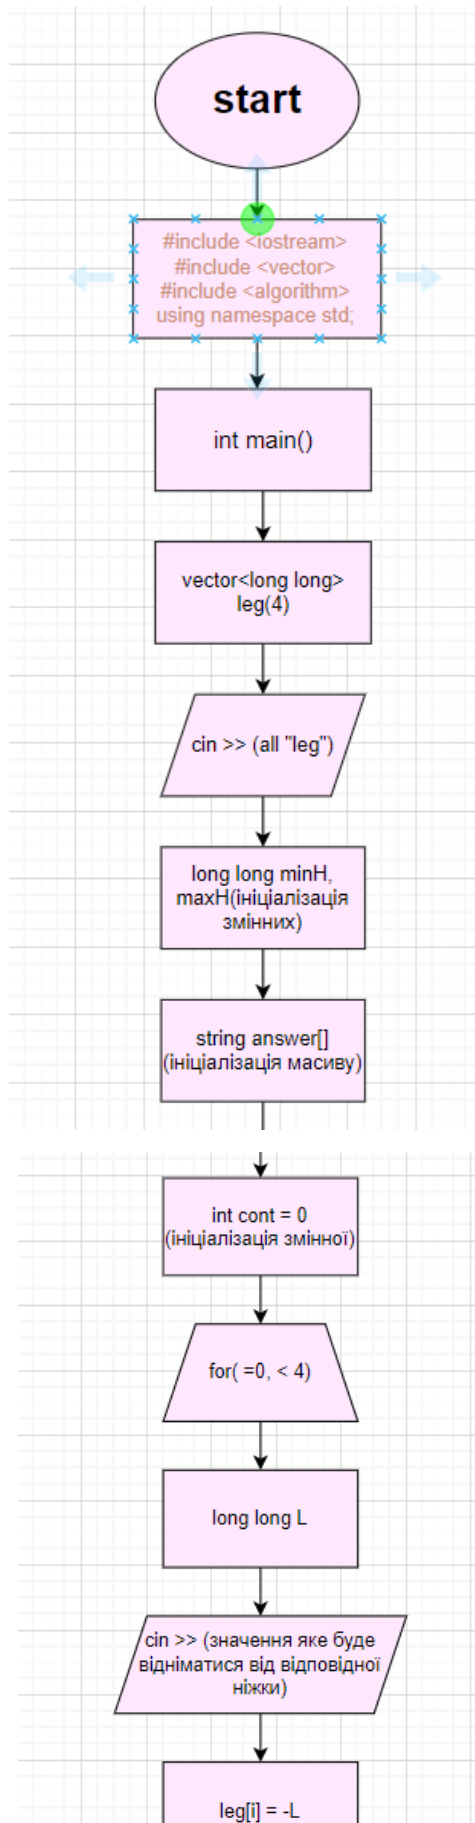 start
#include <iostream>
#include <vector>
#include <algorithm>
using namespace std;
int main()
vector<long long>
leg(4)
cin >> (all "leg")
long long minH,
maxH(ініціалізація
змінних)
string answer[]
(ініціалізація масиву)
int cont = 0
(ініціалізація змінної)
for( =0, < 4)
long long L
cin >> (значення яке буде
відніматися від відповідної
ніжки)
leg[i] = -L